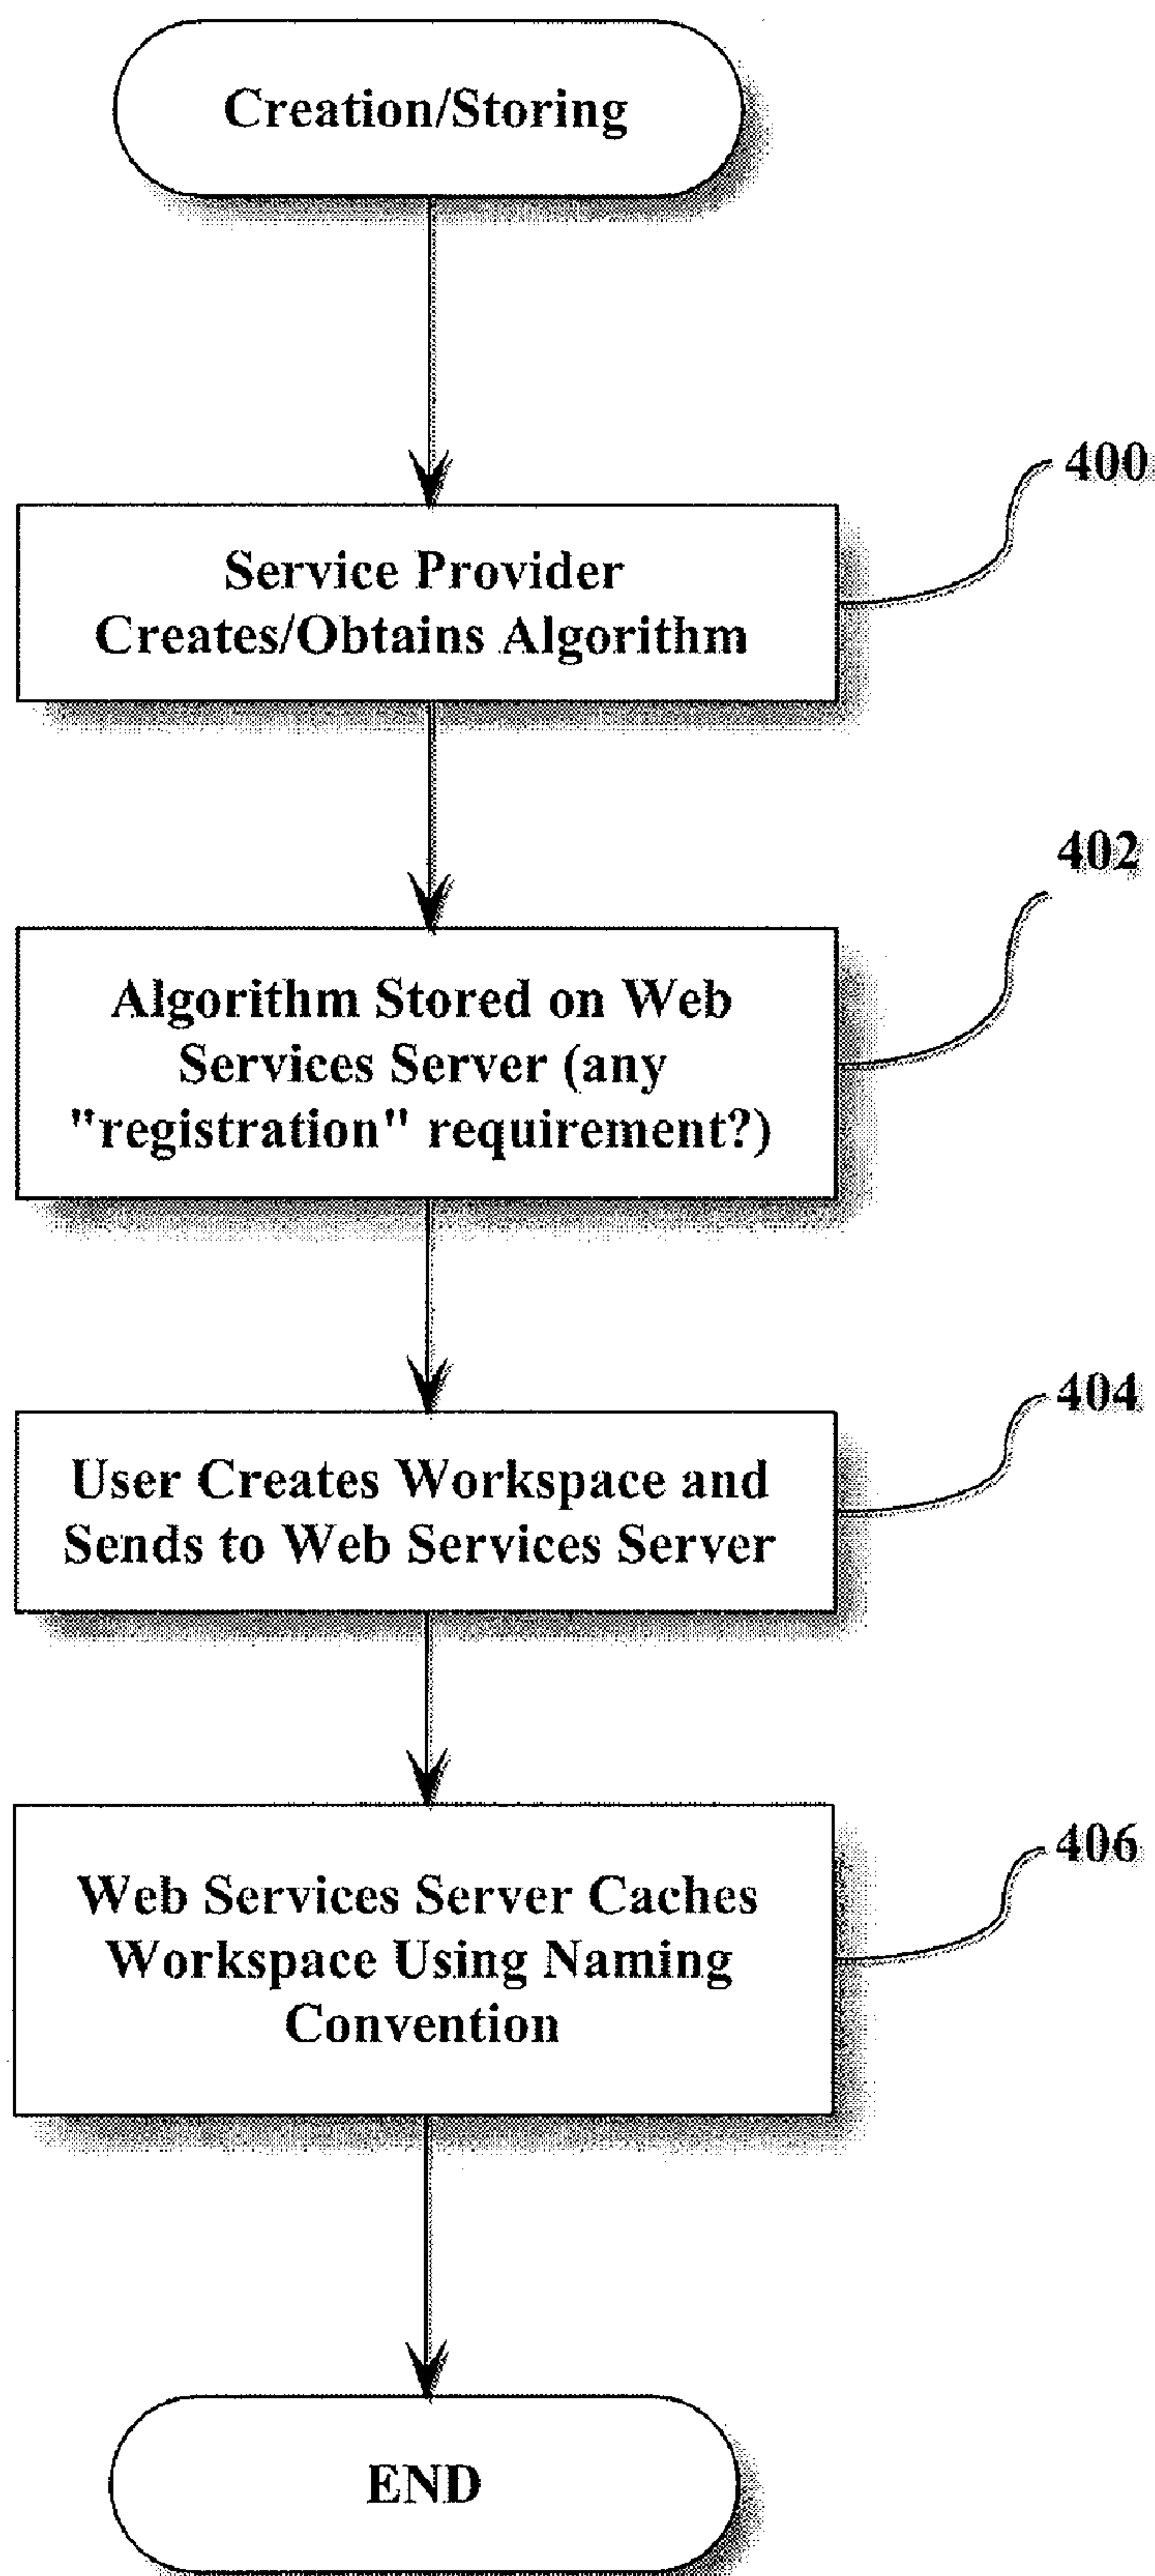 Creation/Storing
400
Service Provider
Creates/Obtains Algorithm
402
Algorithm Stored on Web
Services Server (any
"registration" requirement?)
404
User Creates Workspace and
Sends to Web Services Server
406
Web Services Server Caches
Workspace Using Naming
Convention
END